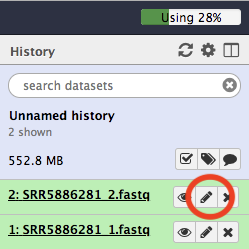 Using 28%
History
search datasets
Unnamed history
2 shown
552.8 MB
2: SRR5886281_2.fastq
1: SRR5886281_1.fastq